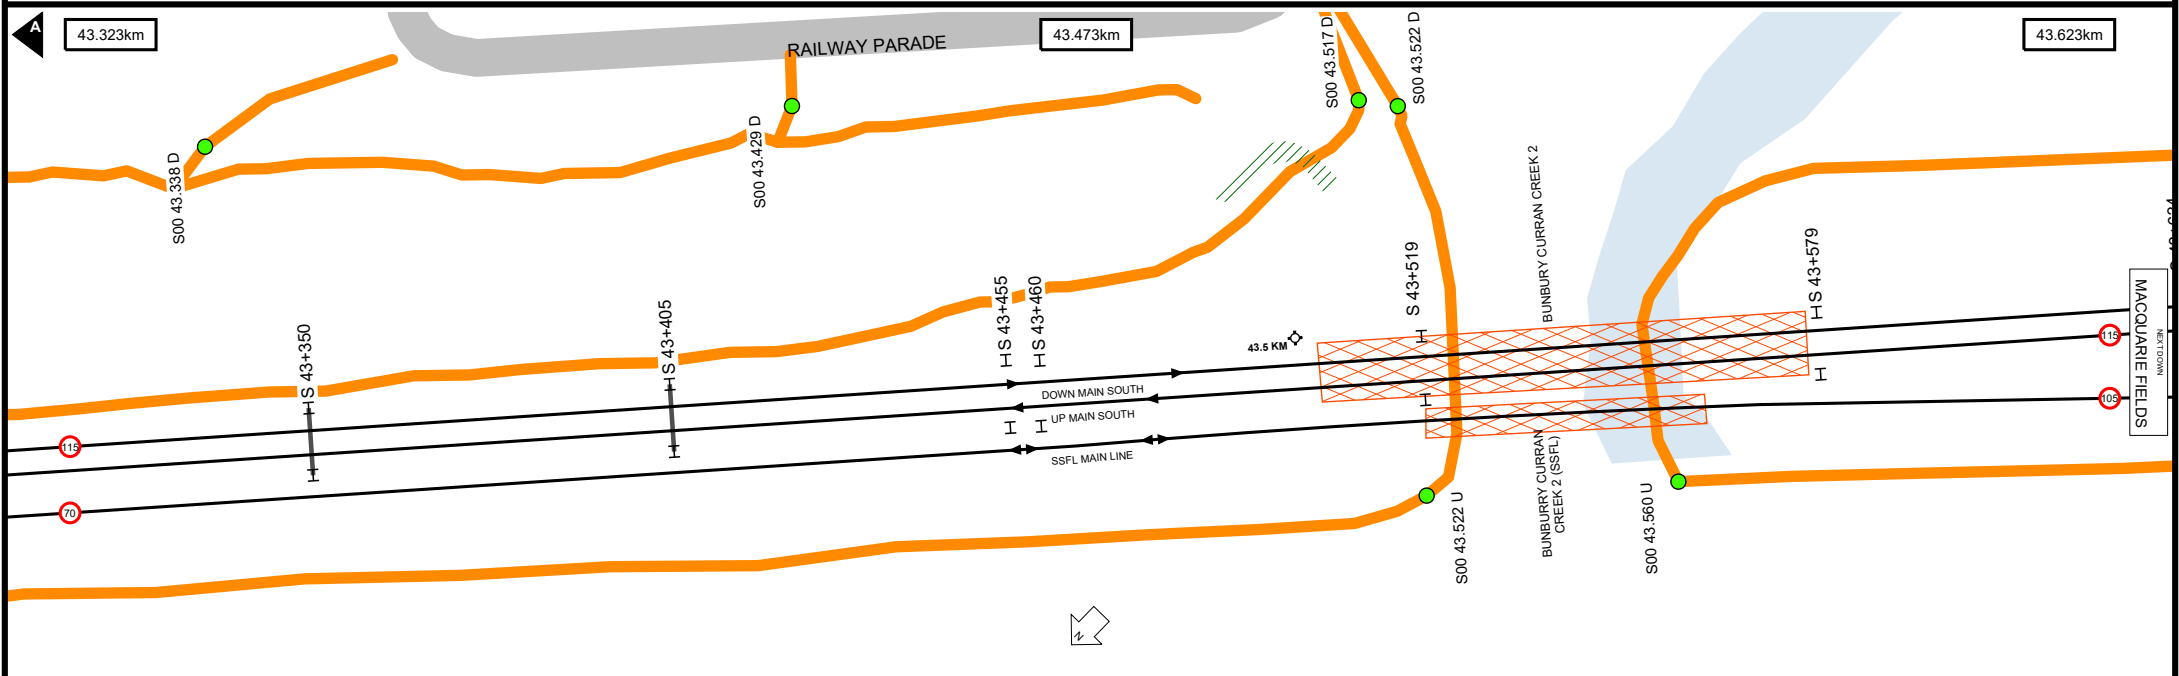 A
43.323km
43.473km
43.623km
RAILWAY PARADE
S00 43.517 D
S00 43.522 D
S00 43.338 D
S00 43.429 D
BUNBURY CURRAN CREEK 2
S 43+350
S 43+405
S 43+455
S 43+460
S 43+519
S 43+579
43.5 KM
DOWN MAIN SOUTH
UP MAIN SOUTH
SSFL MAIN LINE
115
70
115
105
MACQUARIE FIELDS
NEXT DOWN
BUNBURRY CURRAN
CREEK 2 (SSFL)
S00 43.522 U
S00 43.560 U
N